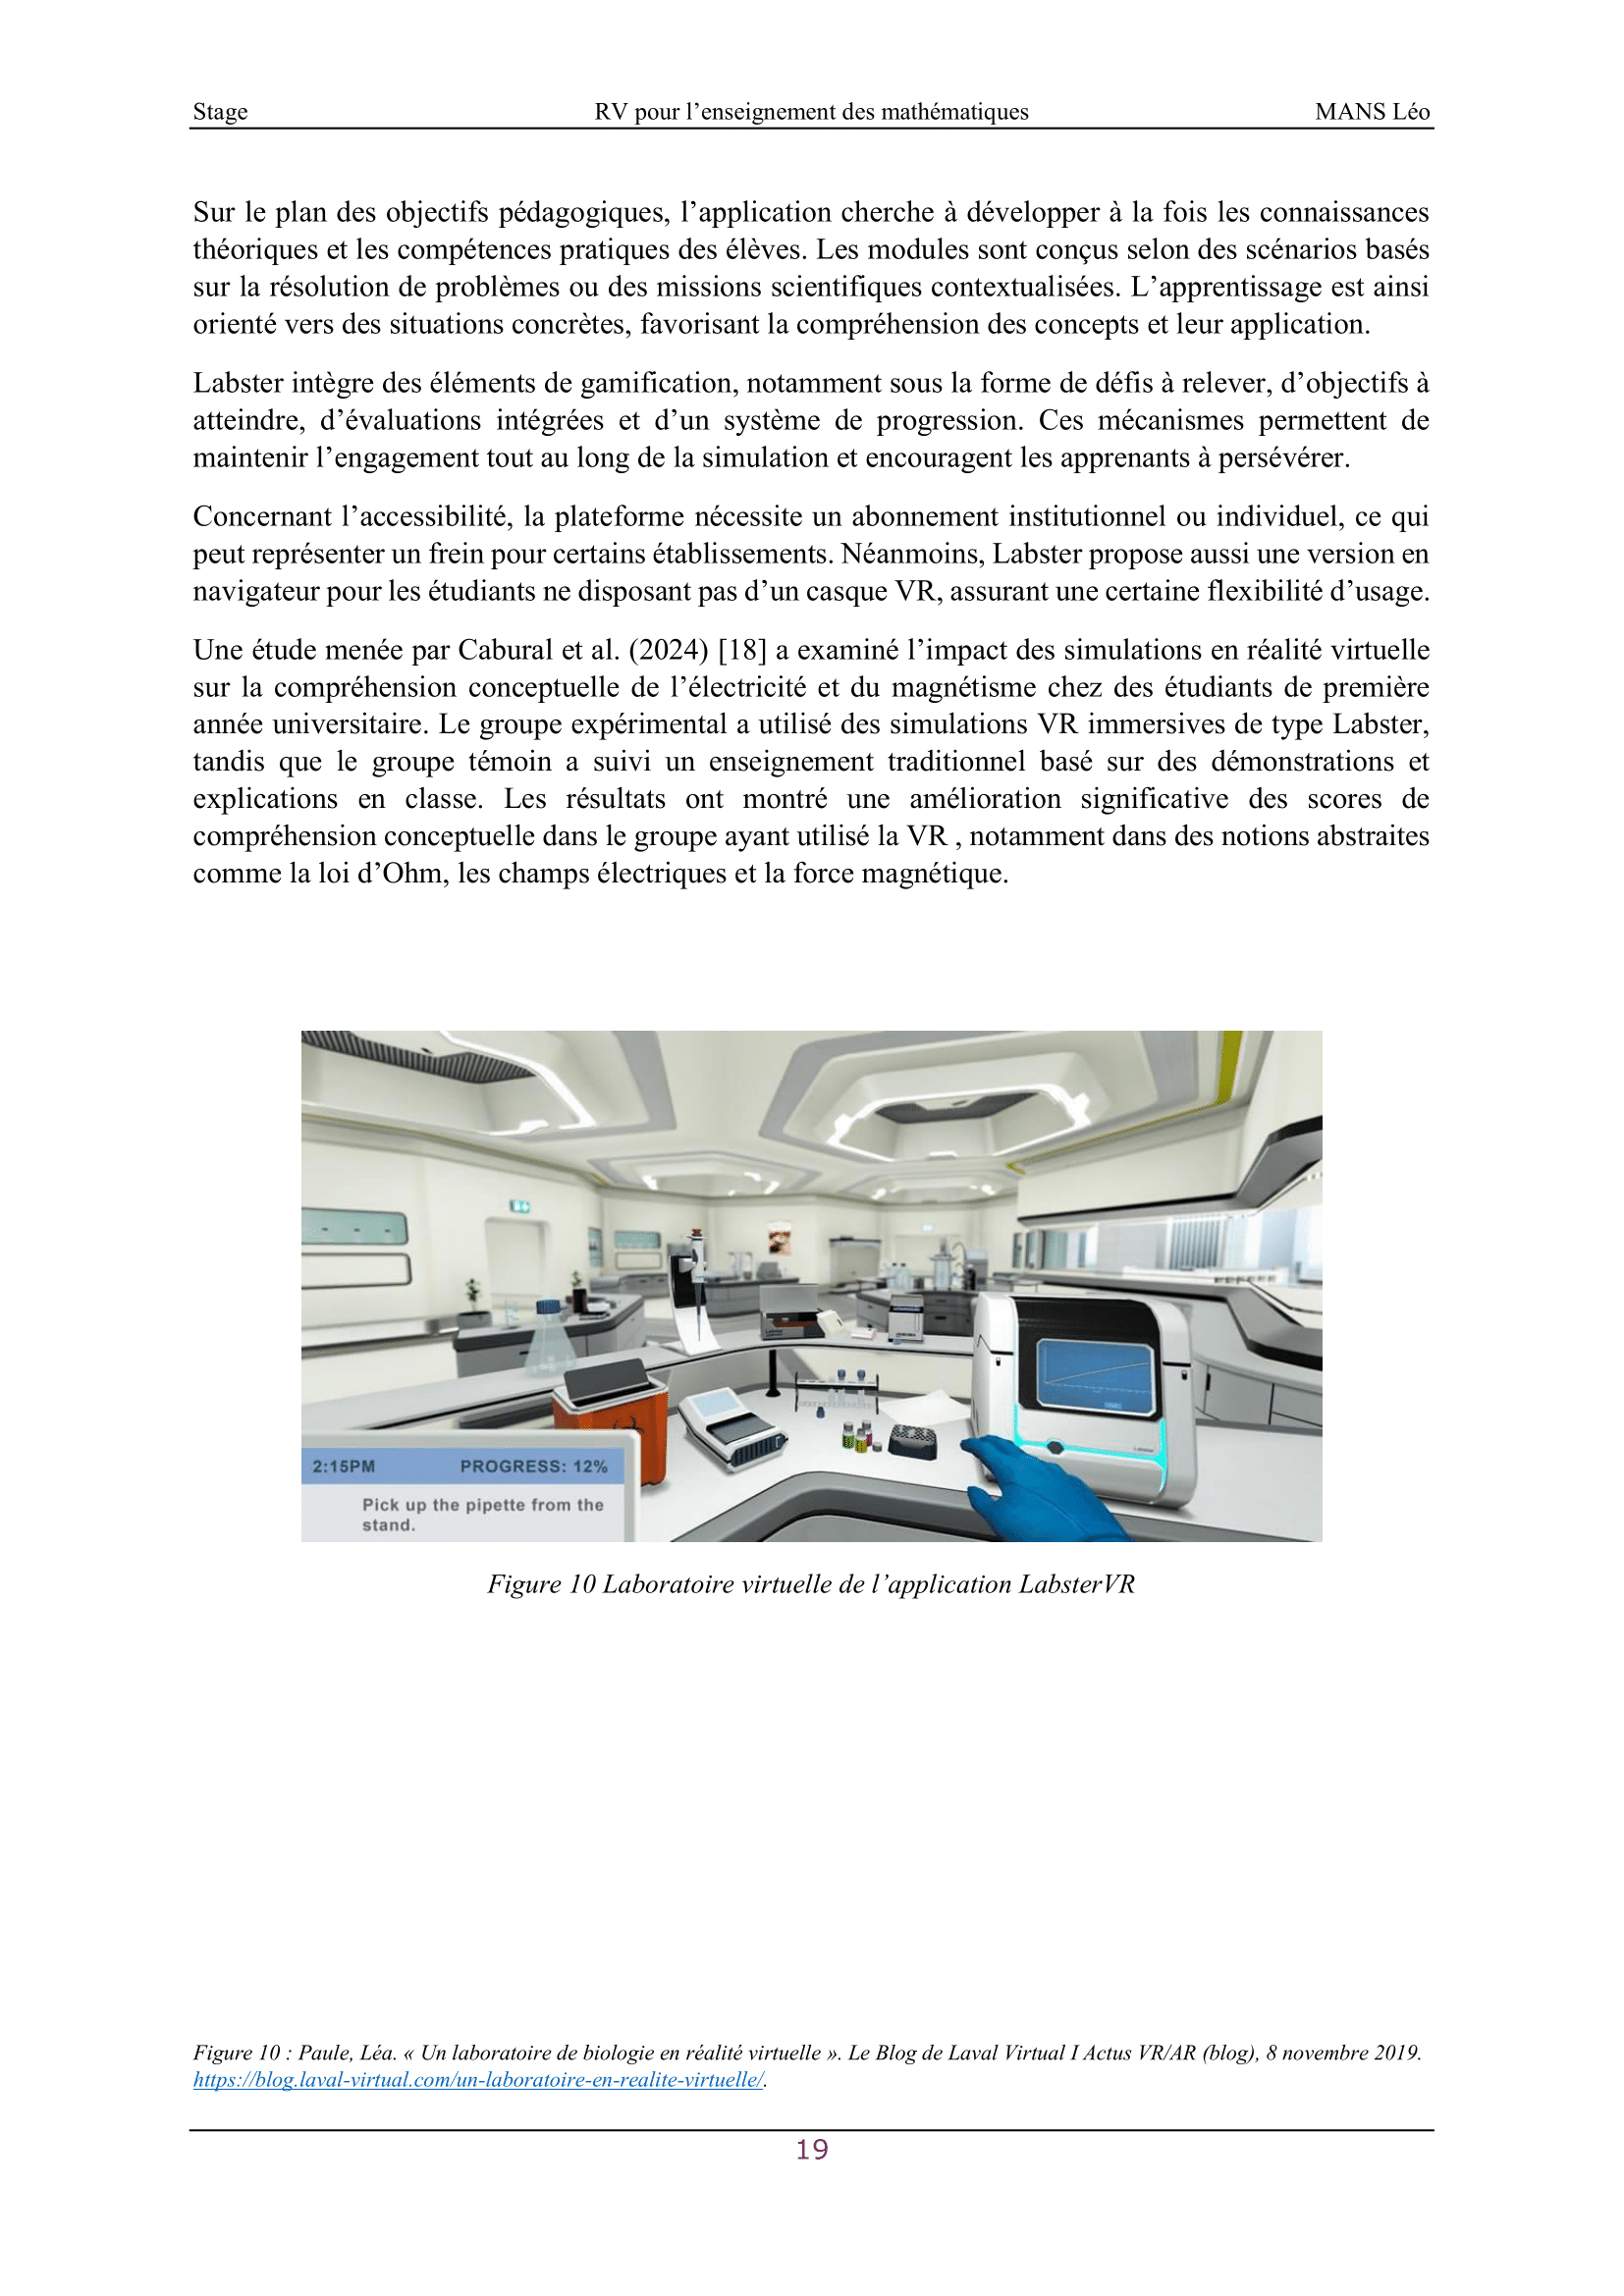 Stage RV pour l’enseignement des mathématiques MANS Léo
Sur le plan des objectifs pédagogiques, l’application cherche à développer à la fois les connaissances
théoriques et les compétences pratiques des élèves. Les modules sont conçus selon des scénarios basés
sur la résolution de problèmes ou des missions scientifiques contextualisées. L’apprentissage est ainsi
orienté vers des situations concrètes, favorisant la compréhension des concepts et leur application.
Labster intègre des éléments de gamification, notamment sous la forme de défis à relever, d’objectifs à
atteindre, d’évaluations intégrées et d’un système de progression. Ces mécanismes permettent de
maintenir l’engagement tout au long de la simulation et encouragent les apprenants à persévérer.
Concernant l’accessibilité, la plateforme nécessite un abonnement institutionnel ou individuel, ce qui
peut représenter un frein pour certains établissements. Néanmoins, Labster propose aussi une version en
navigateur pour les étudiants ne disposant pas d’un casque VR, assurant une certaine flexibilité d’usage.
Une étude menée par Cabural et al. (2024) [18] a examiné l’impact des simulations en réalité virtuelle
sur la compréhension conceptuelle de l’électricité et du magnétisme chez des étudiants de première
année universitaire. Le groupe expérimental a utilisé des simulations VR immersives de type Labster,
tandis que le groupe témoin a suivi un enseignement traditionnel basé sur des démonstrations et
explications en classe. Les résultats ont montré une amélioration significative des scores de
compréhension conceptuelle dans le groupe ayant utilisé la VR , notamment dans des notions abstraites
comme la loi d’Ohm, les champs électriques et la force magnétique.
2:15PM PROGRESS: 12%
Pick up the pipette from the
stand.
Figure 10 Laboratoire virtuelle de l’application LabsterVR
Figure 10 : Paule, Léa. « Un laboratoire de biologie en réalité virtuelle ». Le Blog de Laval Virtual I Actus VR/AR (blog), 8 novembre 2019.
https://blog.laval-virtual.com/un-laboratoire-en-realite-virtuelle/.
19